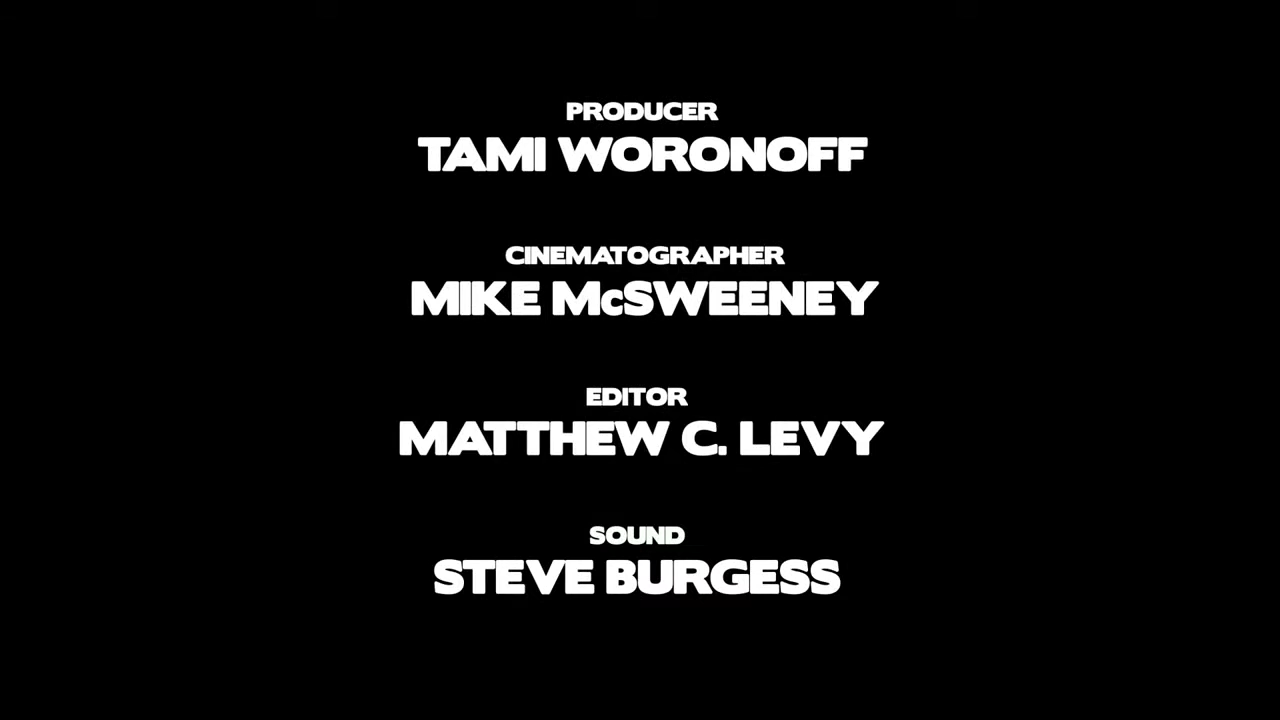 PRODUCER
TAMI WORONOFF
CINEMATOGRAPHER
MIKE McSWEENEY
EDITOR
MATTHEW C. LEVY
SOUND
STEVE BURGESS